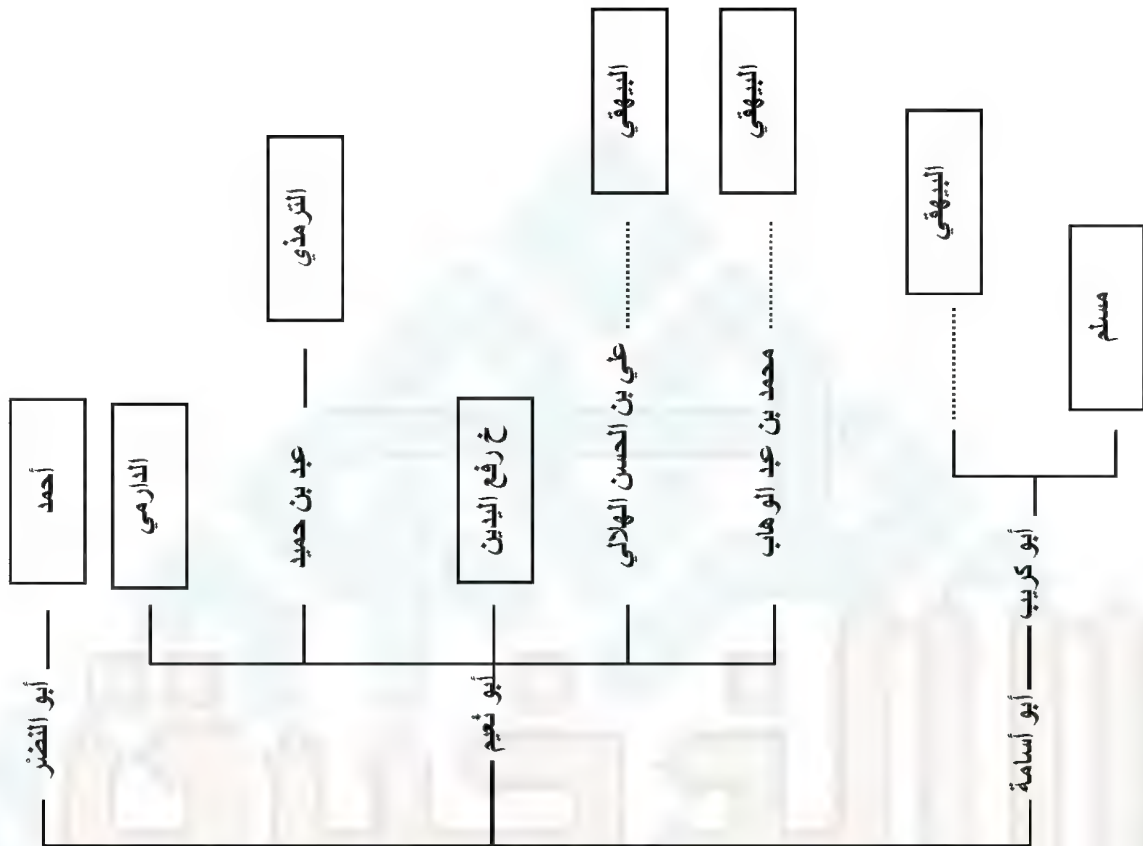 أبو النضر
أحمد
أبو نعيم
الدارمي
عبد بن حميد
الترمذي
خ رفع اليدين
علي بن الحسن الهلالي
البيهقي
محمد بن عبد الوهاب
البيهقي
أبو أسامة
أبو كريب
البيهقي
مسلم